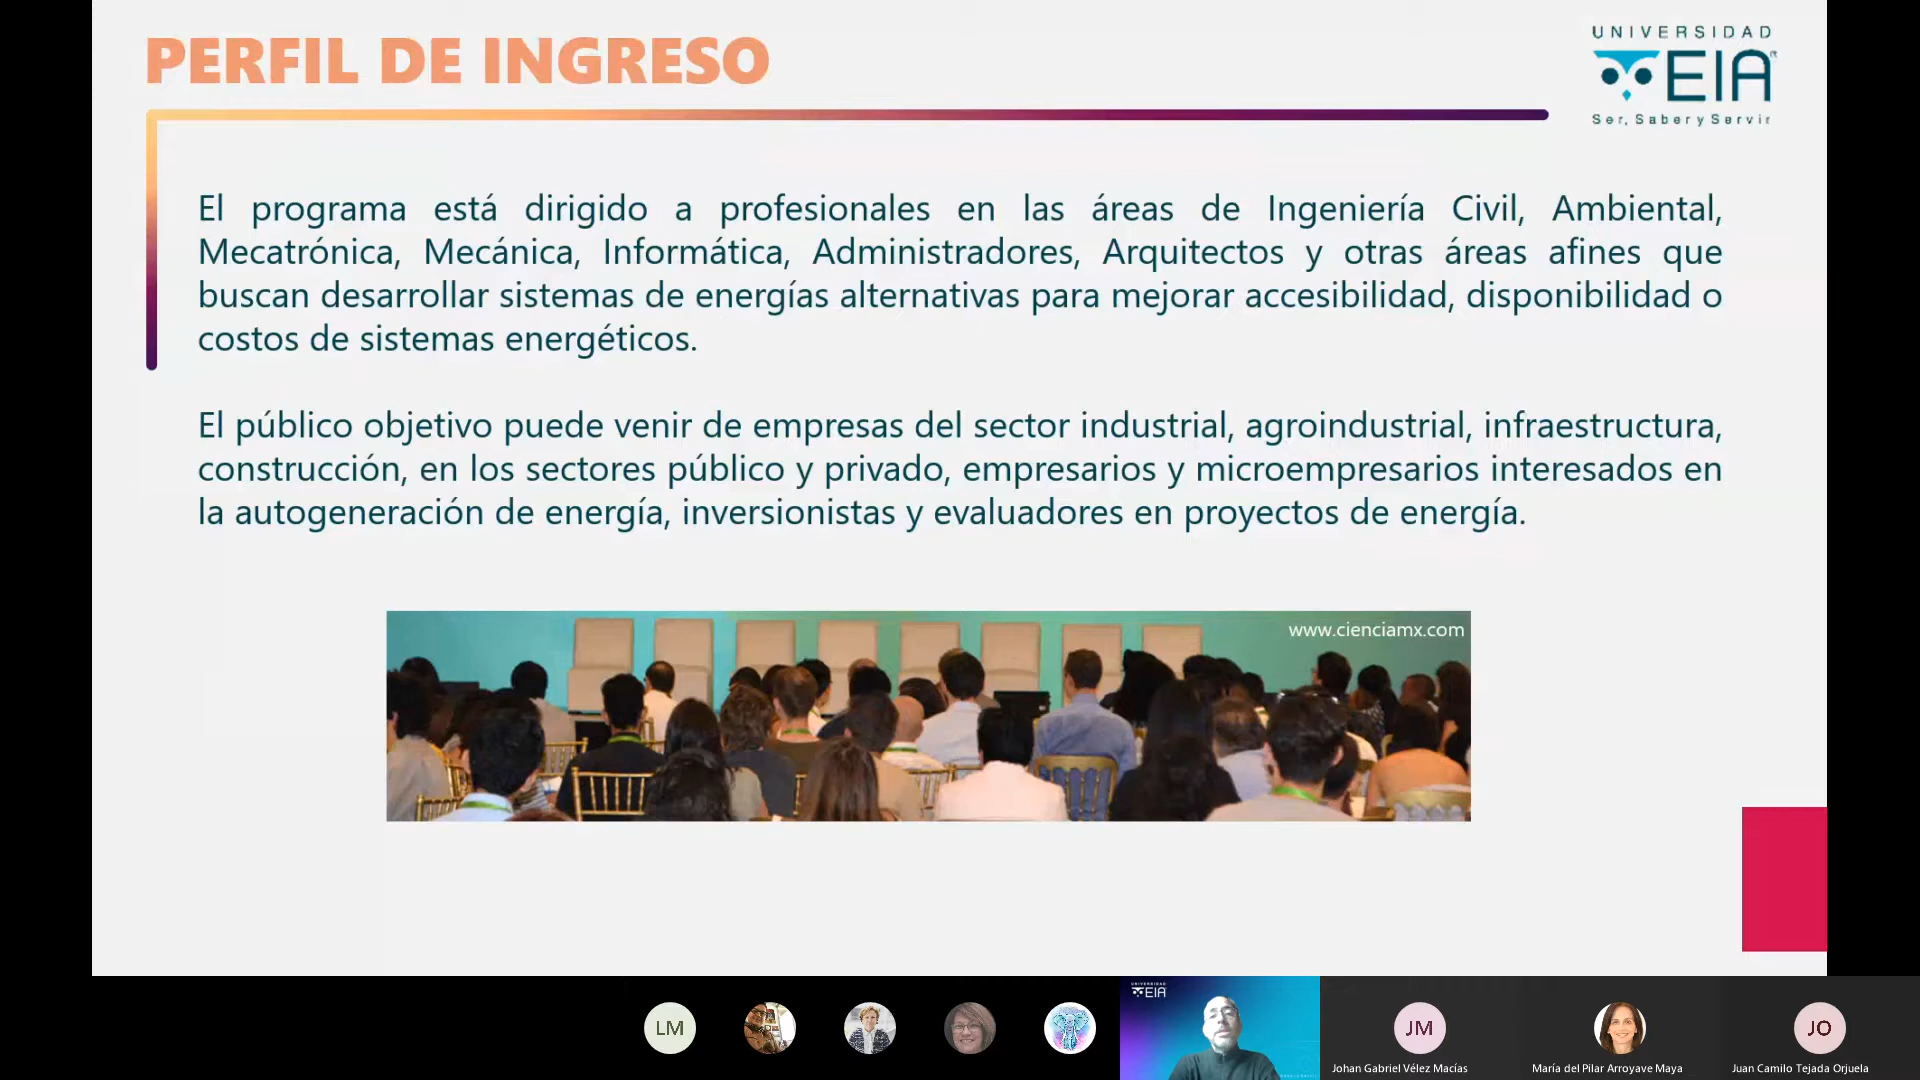 PERFIL DE INGRESO
UNIVERSIDAD
EIA
Ser, Saber y Servir
El programa está dirigido a profesionales en las áreas de Ingeniería Civil, Ambiental,
Mecatrónica, Mecánica, Informática, Administradores, Arquitectos y otras áreas afines que
buscan desarrollar sistemas de energías alternativas para mejorar accesibilidad, disponibilidad o
costos de sistemas energéticos.
El público objetivo puede venir de empresas del sector industrial, agroindustrial, infraestructura,
construcción, en los sectores público y privado, empresarios y microempresarios interesados en
la autogeneración de energía, inversionistas y evaluadores en proyectos de energía.
www.cienciamx.com
LM
UNIVERSIDAD
EIA
JM
JO
Johan Gabriel Vélez Macías
María del Pilar Arroyave Maya
Juan Camilo Tejada Orjuela